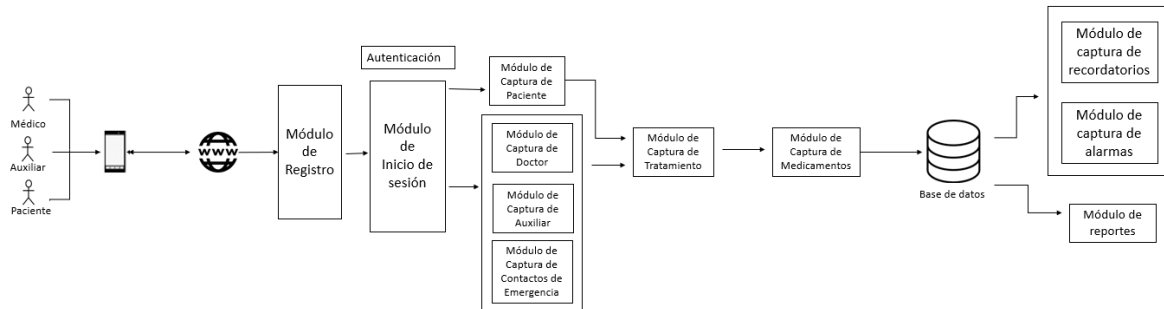 Médico
Auxiliar
Paciente
WWW
Módulo
de
Registro
Autenticación
Módulo
de
Inicio de
sesión
Módulo de
Captura de
Paciente
Módulo de
Captura de
Doctor
Módulo de
Captura de
Auxiliar
Módulo de
Captura de
Contactos de
Emergencia
Módulo de
Captura de
Tratamiento
Módulo de
Captura de
Medicamentos
Base de datos
Módulo de
captura de
recordatorios
Módulo de
captura de
alarmas
Módulo de
reportes